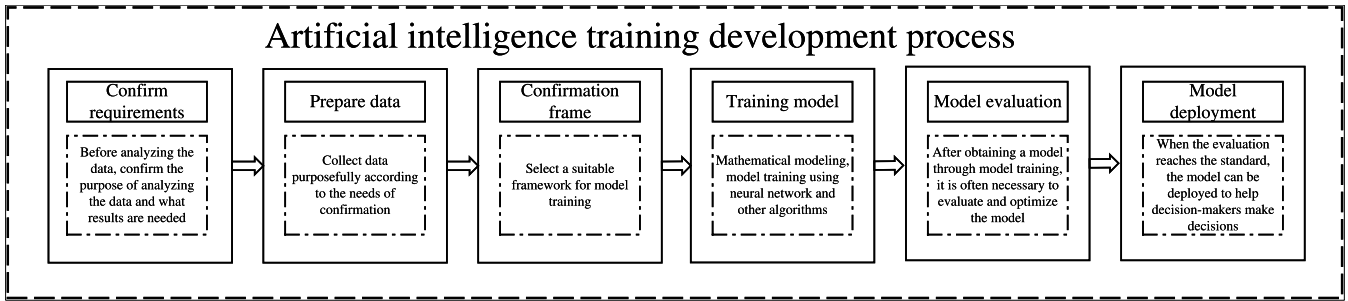 Artificial intelligence training development process
Confirm
requirements
Before analyzing the
data, confirm the
purpose of analyzing
the data and what
results are needed
Prepare data
Collect data
purposefully according
to the needs of
confirmation
Confirmation
frame
Select a suitable
framework for model
training
Training model
Mathematical modeling,
model training using
neural network and
other algorithms
Model evaluation
After obtaining a model
through model training,
it is often necessary to
evaluate and optimize
the model
Model
deployment
When the evaluation
reaches the standard,
the model can be
deployed to help
decision-makers make
decisions